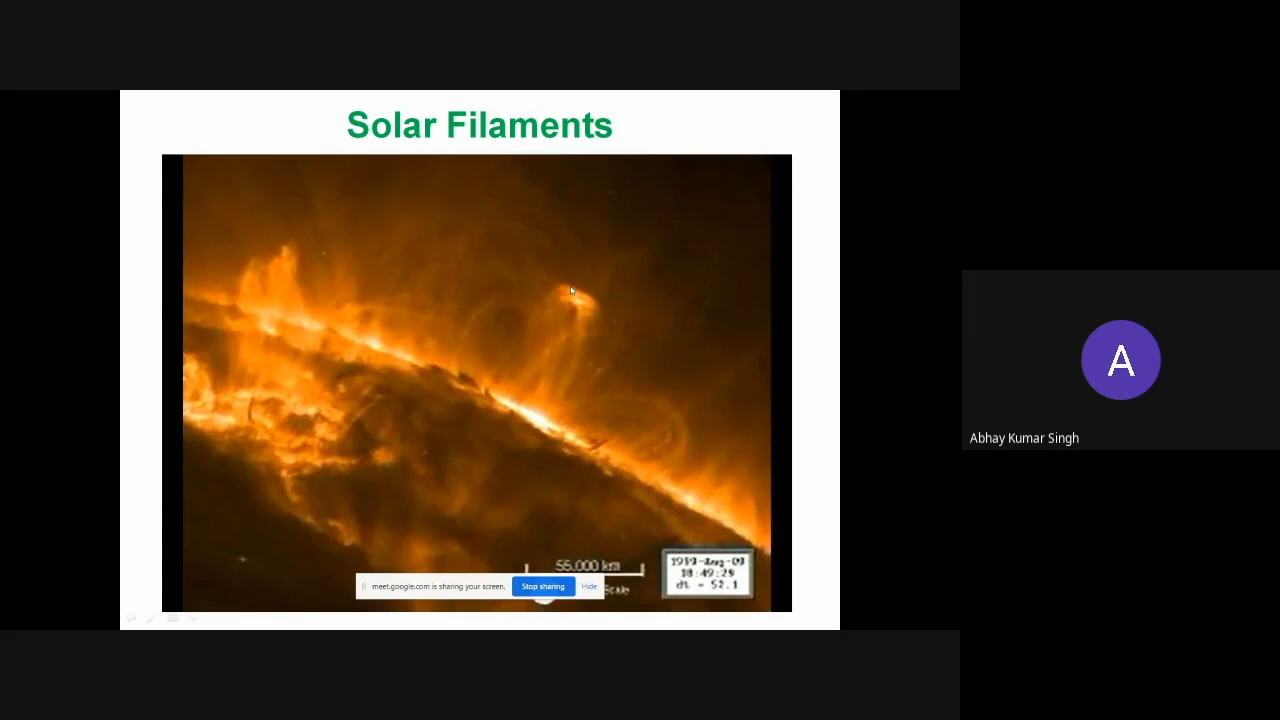 Solar Filaments
55,000 km
meet.google.com is sharing your screen. Stop sharing Hide
A
Abhay Kumar Singh